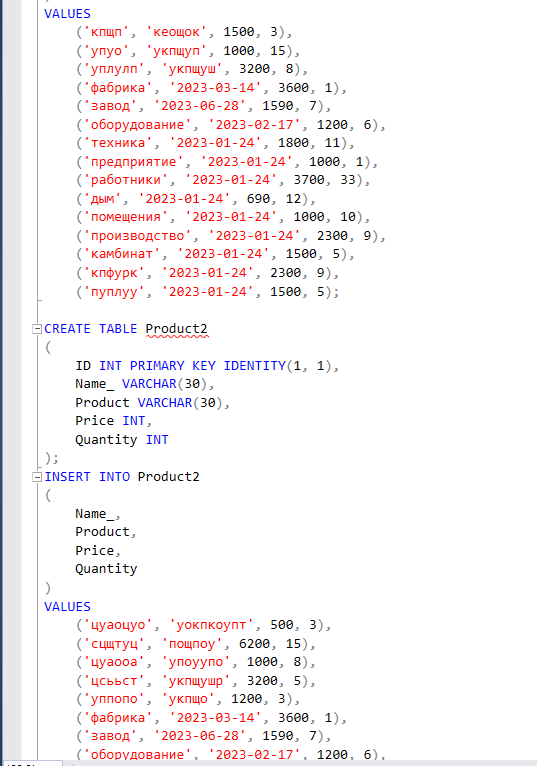 VALUES
('кпщп', 'кеощок', 1500, 3),
('упуо', 'укпщуп', 1000, 15),
('уплулп', 'укпщуш', 3200, 8),
('фабрика', '2023-03-14', 3600, 1),
('завод', '2023-06-28', 1590, 7),
('оборудование', '2023-02-17', 1200, 6),
('техника', '2023-01-24', 1800, 11),
('предприятие', '2023-01-24', 1000, 1),
('работники', '2023-01-24', 3700, 33),
('дым', '2023-01-24', 690, 12),
('помещения', '2023-01-24', 1000, 10),
('производство', '2023-01-24', 2300, 9),
('камбинат', '2023-01-24', 1500, 5),
('кпфурк', '2023-01-24', 2300, 9),
('пуплуу', '2023-01-24', 1500, 5);
CREATE TABLE Product2
(
ID INT PRIMARY KEY IDENTITY(1, 1),
Name_ VARCHAR(30),
Product VARCHAR(30),
Price INT,
Quantity INT
);
INSERT INTO Product2
(
Name_,
Product,
Price,
Quantity
)
VALUES
('цуаоцуо', 'уокпкоупт', 500, 3),
('сцщтуц', 'пощпоу', 6200, 15),
('цуаооа', 'упоуупо', 1000, 8),
('цсььст', 'укпщушр', 3200, 5),
('уппопо', 'укпщо', 1200, 3),
('фабрика', '2023-03-14', 3600, 1),
('завод', '2023-06-28', 1590, 7),
('оборудование', '2023-02-17', 1200, 6),